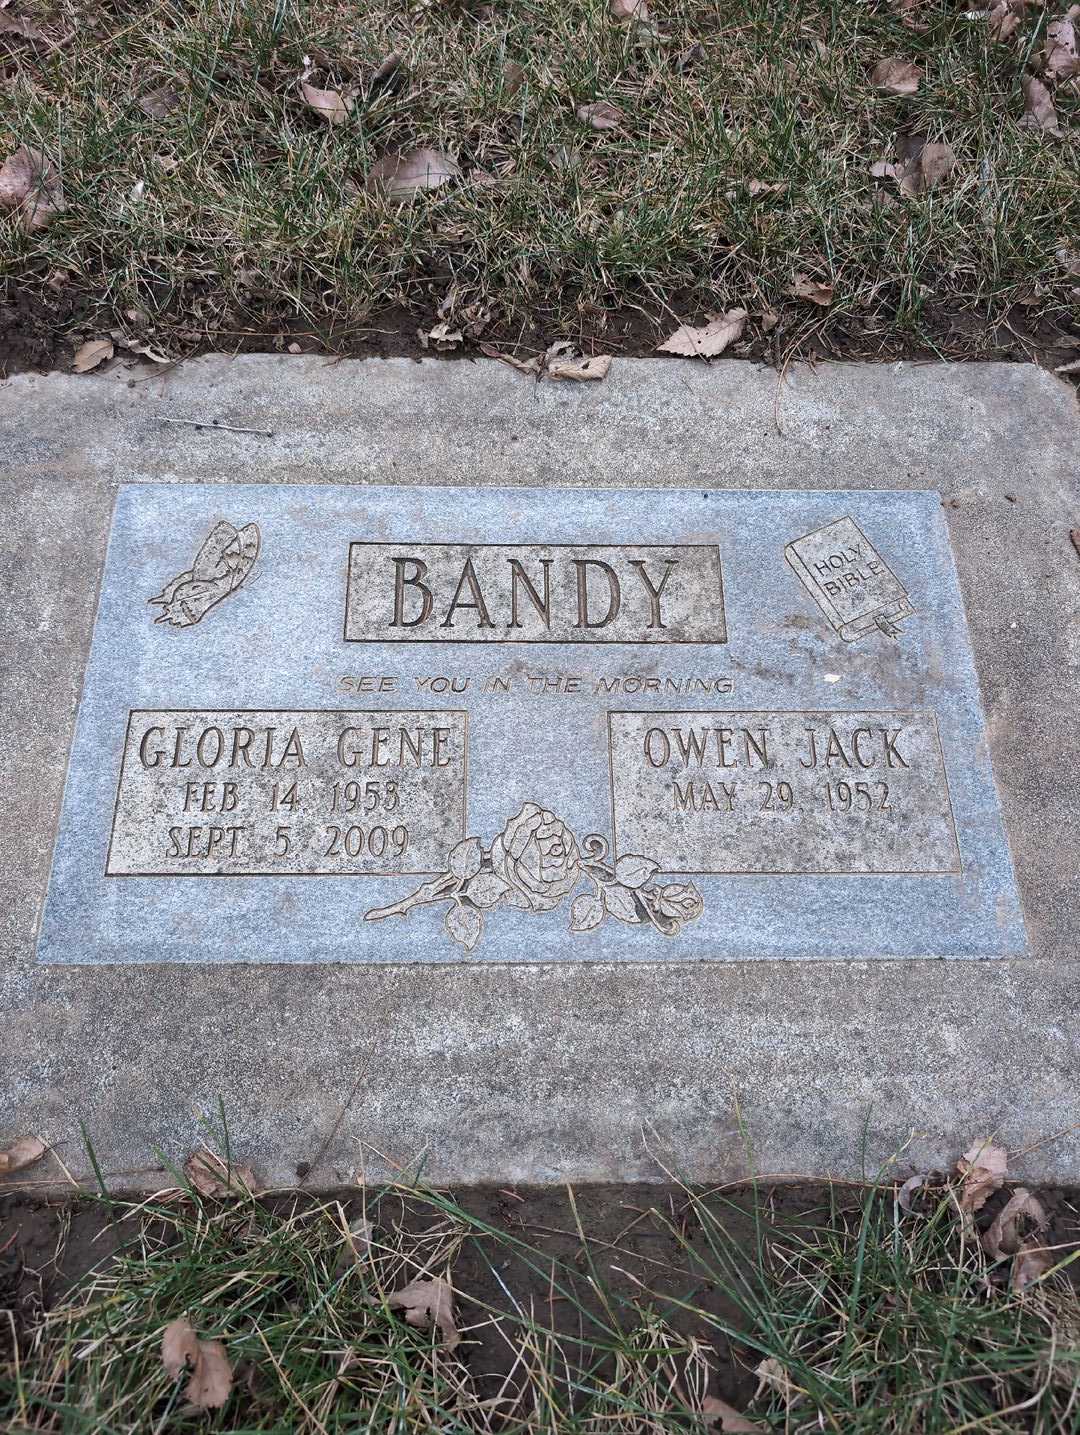 BANDY
HOLY
BIBLE
SEE YOU IN THE MORNING
GLORIA GENE
FEB 14, 1953
SEPT 5, 2009
OWEN JACK
MAY 29, 1952